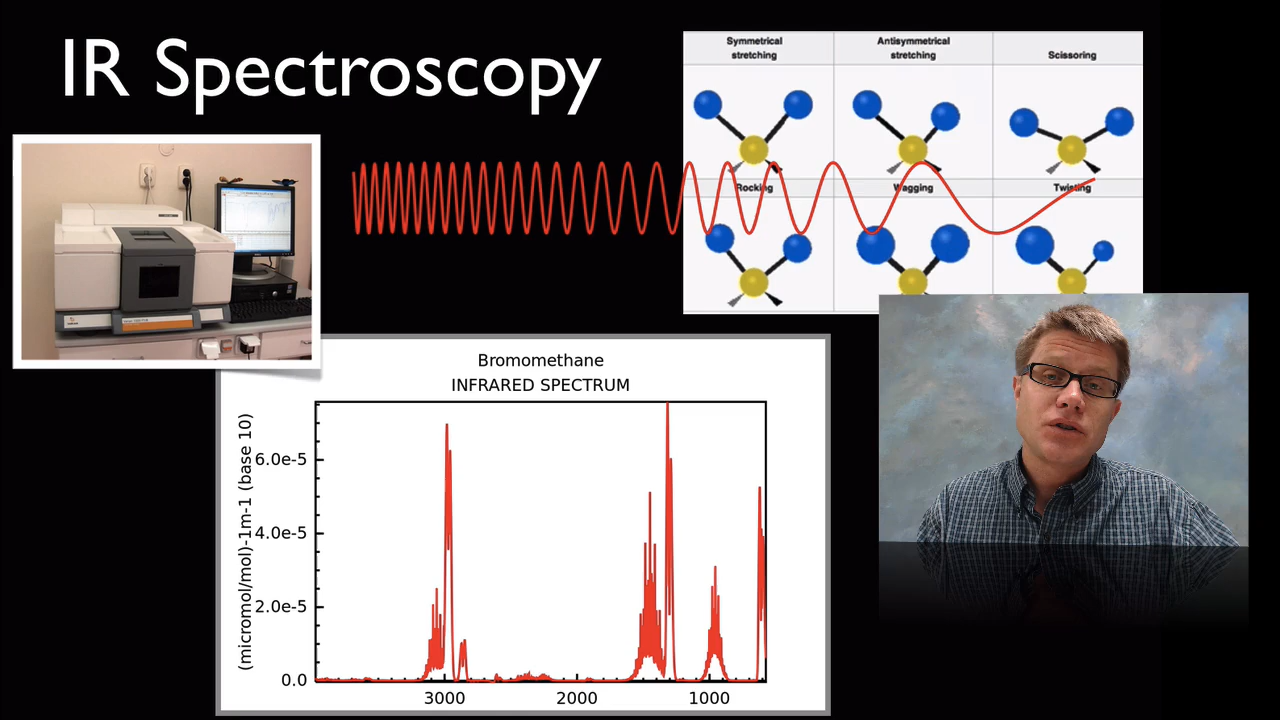 IR Spectroscopy
Symmetrical
stretching
Antisymmetrical
stretching
Scissoring
Rocking
Wagging
Twisting
Bromomethane
INFRARED SPECTRUM
(micromol/mol)-1m-1 (base 10)
6.0e-5
4.0e-5
2.0e-5
0.0
3000
2000
1000